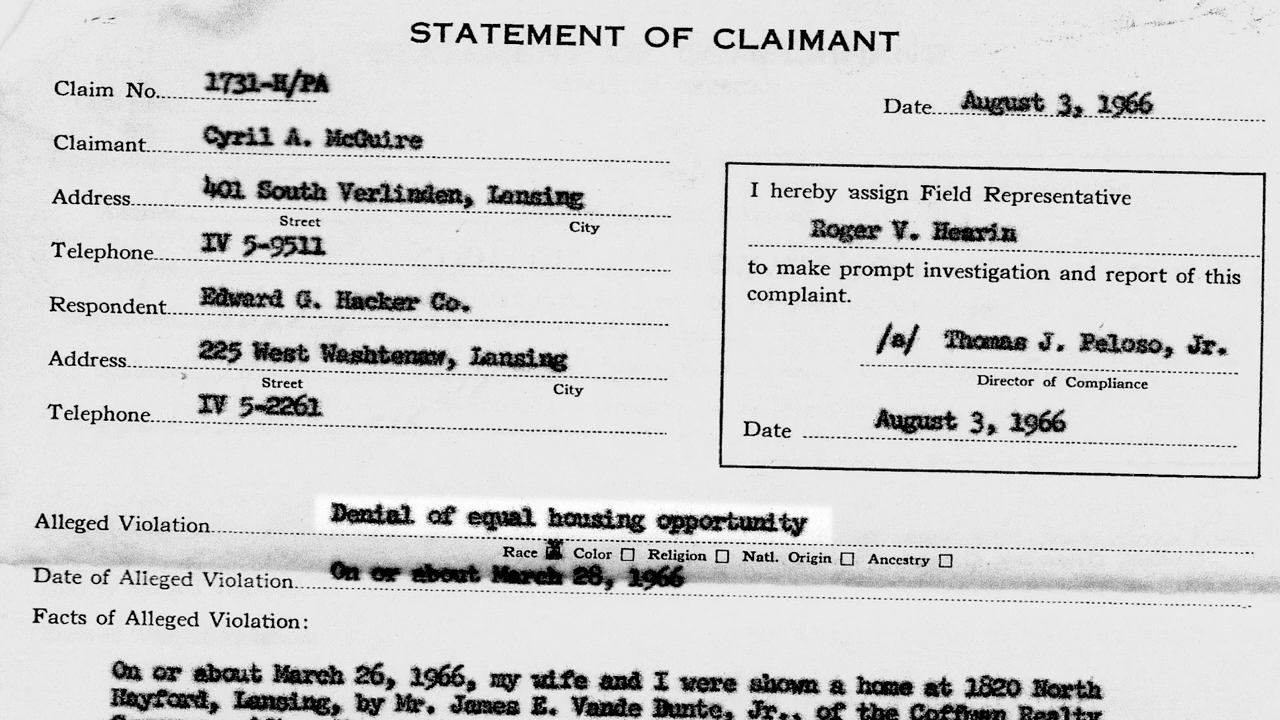 STATEMENT OF CLAIMANT
Claim No. 1731-H/PA
Date August 3, 1966
Claimant Cyril A. McGuire
Address 401 South Verlinden, Lansing
Street City
Telephone IV 5-9511
Respondent Edward G. Hacker Co.
Address 225 West Washtenaw, Lansing
Street City
Telephone IV 5-2261
I hereby assign Field Representative
Roger V. Hearin
to make prompt investigation and report of this
complaint.
/s/ Thomas J. Peloso, Jr.
Director of Compliance
Date August 3, 1966
Alleged Violation Denial of equal housing opportunity
Race ☒ Color ☐ Religion ☐ Natl. Origin ☐ Ancestry ☐
Date of Alleged Violation On or about March 28, 1966
Facts of Alleged Violation:
On or about March 26, 1966, my wife and I were shown a home at 1820 North
Hayford, Lansing, by Mr. James E. Vande Bunte, Jr., of the Coffman Realty